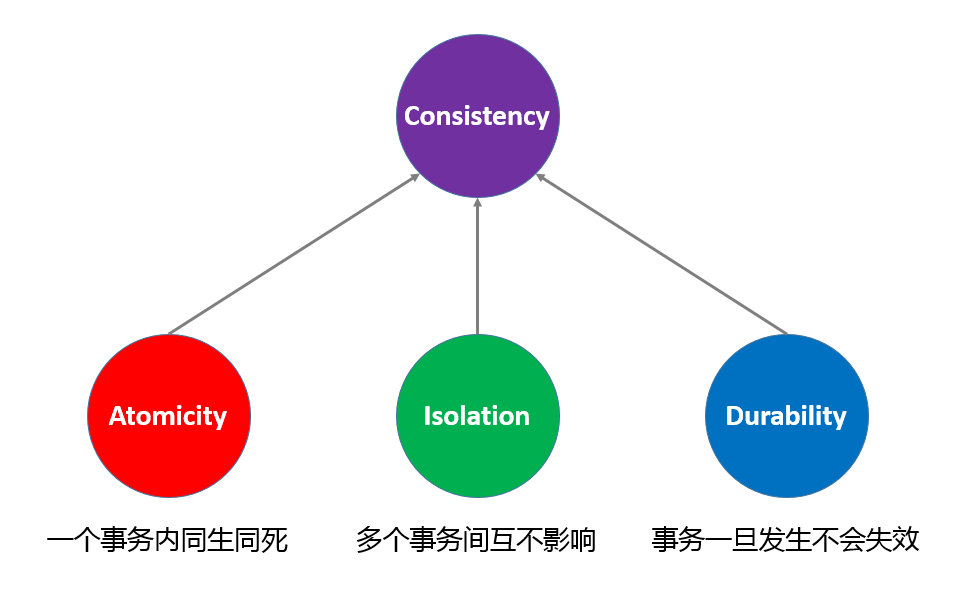 Consistency
Atomicity
Isolation
Durability
一个事务内同生同死
多个事务间互不影响
事务一旦发生不会失效